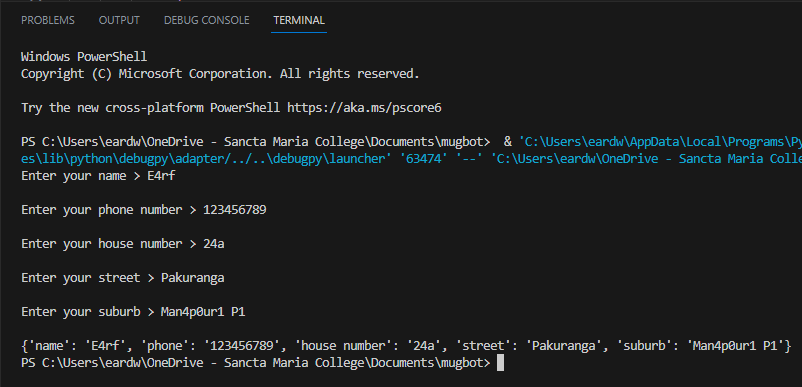 PROBLEMS OUTPUT DEBUG CONSOLE TERMINAL
Windows PowerShell
Copyright (C) Microsoft Corporation. All rights reserved.
Try the new cross-platform PowerShell https://aka.ms/pscore6
PS C:\Users\eardw\OneDrive - Sancta Maria College\Documents\mugbot>  & 'C:\Users\eardw\AppData\Local\Programs\Py
es\lib\python\debugpy\adapter/../..\debugpy\launcher' '63474' '--' 'C:\Users\eardw\OneDrive - Sancta Maria Colle
Enter your name > E4rf
Enter your phone number > 123456789
Enter your house number > 24a
Enter your street > Pakuranga
Enter your suburb > Man4p0ur1 P1
{'name': 'E4rf', 'phone': '123456789', 'house number': '24a', 'street': 'Pakuranga', 'suburb': 'Man4p0ur1 P1'}
PS C:\Users\eardw\OneDrive - Sancta Maria College\Documents\mugbot>